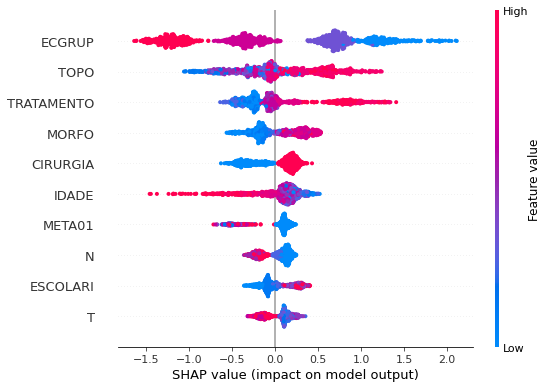 High
ECGRUP
TOPO
TRATAMENTO
MORFO
CIRURGIA
IDADE
META01
N
ESCOLARI
T
Feature value
Low
−1.5 −1.0 −0.5 0.0 0.5 1.0 1.5 2.0
SHAP value (impact on model output)